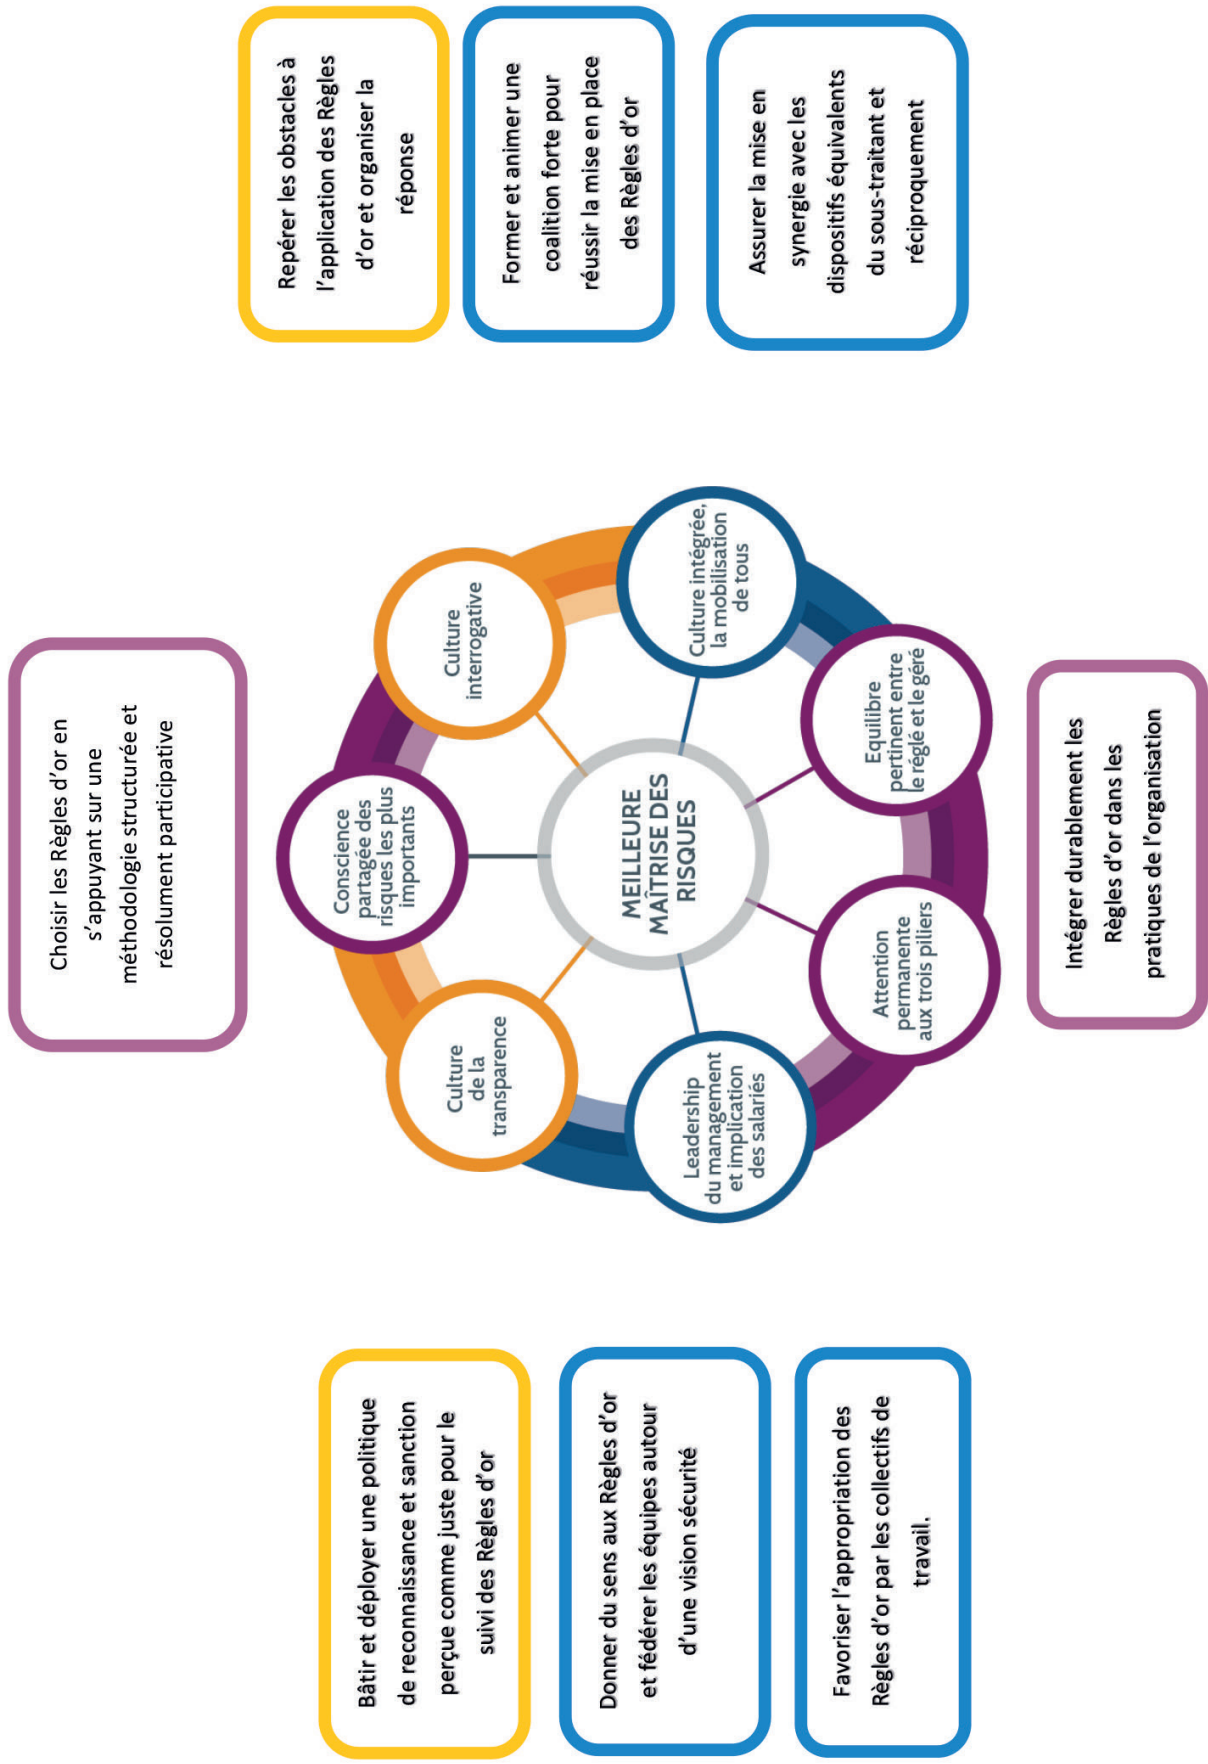 Choisir les Règles d'or en
s'appuyant sur une
méthodologie structurée et
résolument participative
Bâtir et déployer une politique
de reconnaissance et sanction
perçue comme juste pour le
suivi des Règles d'or
Donner du sens aux Règles d'or
et fédérer les équipes autour
d'une vision sécurité
Favoriser l'appropriation des
Règles d'or par les collectifs de
travail.
Conscience
partagée des
risques les plus
importants
Culture
de la
transparence
Culture
interrogative
MEILLEURE
MAÎTRISE DES
RISQUES
Leadership
du management
et implication
des salariés
Culture intégrée,
la mobilisation
de tous
Attention
permanente
aux trois piliers
Equilibre
pertinent entre
le réglé et le géré
Repérer les obstacles à
l'application des Règles
d'or et organiser la
réponse
Former et animer une
coalition forte pour
réussir la mise en place
des Règles d'or
Assurer la mise en
synergie avec les
dispositifs équivalents
du sous-traitant et
réciproquement
Intégrer durablement les
Règles d'or dans les
pratiques de l'organisation